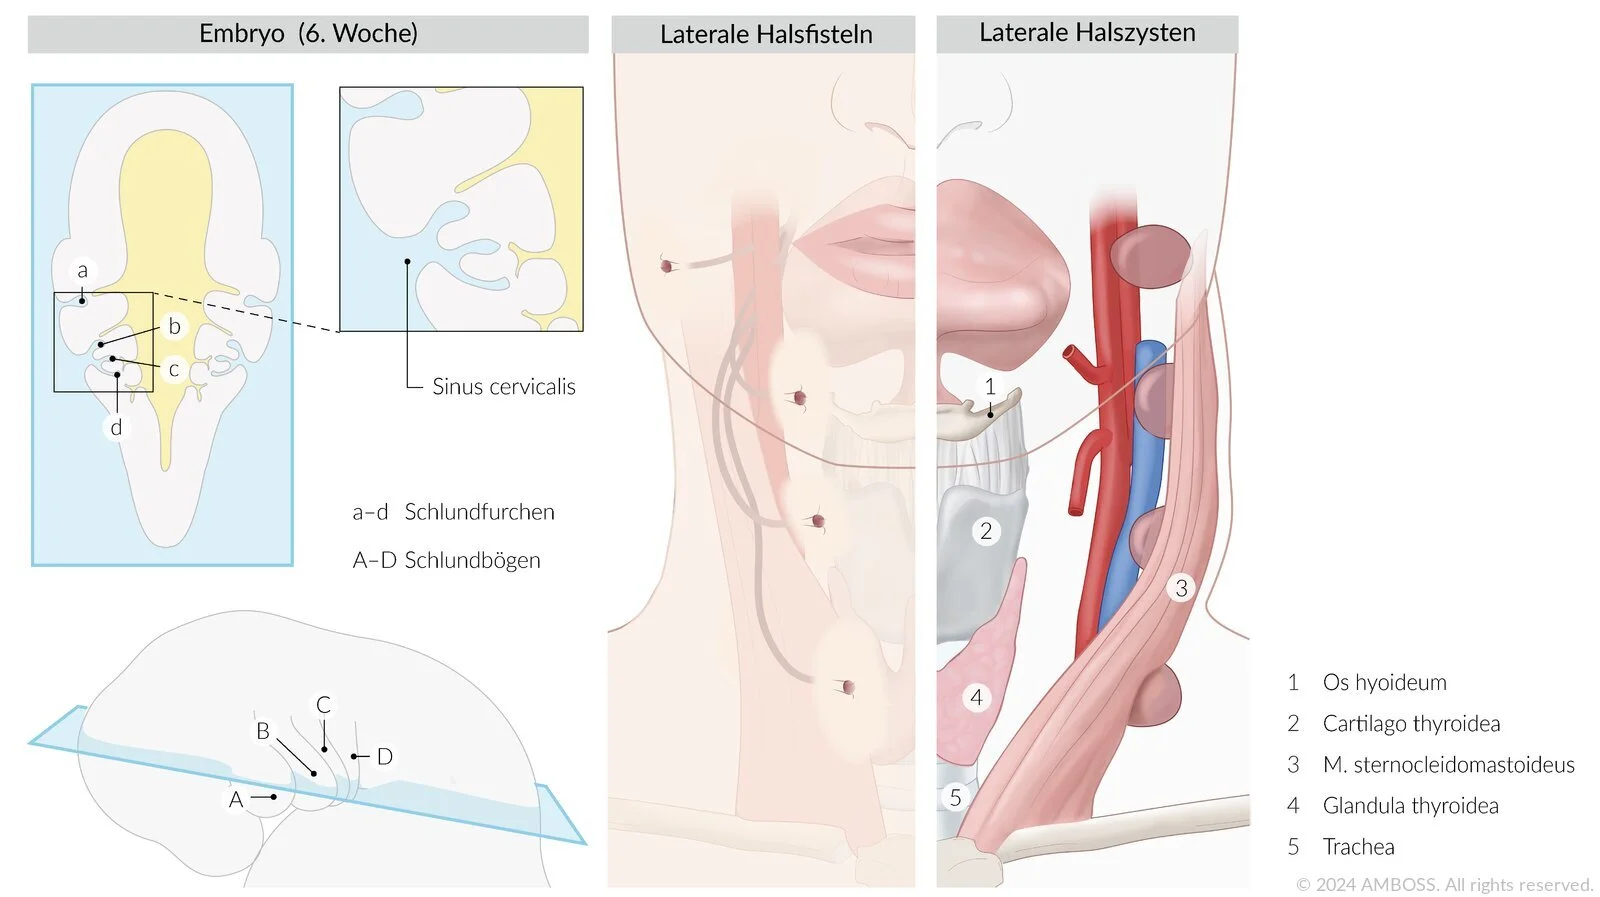 Embryo (6. Woche)
Laterale Halsfisteln
Laterale Halszysten
a
b
c
d
Sinus cervicalis
a–d Schlundfurchen
A–D Schlundbögen
A
B
C
D
1
2
3
4
5
1 Os hyoideum
2 Cartilago thyroidea
3 M. sternocleidomastoideus
4 Glandula thyroidea
5 Trachea
© 2024 AMBOSS. All rights reserved.